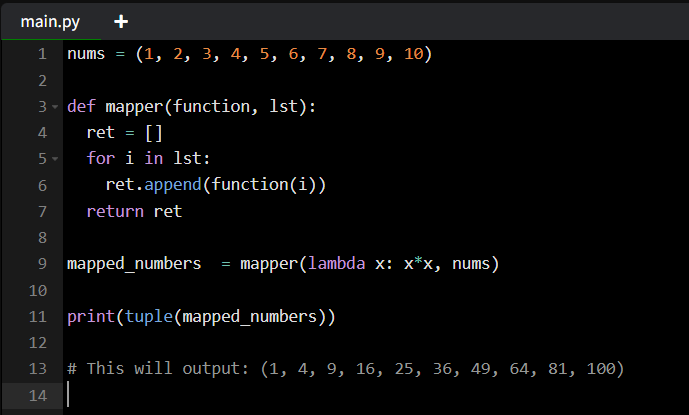 main.py +
1 nums = (1, 2, 3, 4, 5, 6, 7, 8, 9, 10)
2
3 def mapper(function, lst):
4   ret = []
5   for i in lst:
6     ret.append(function(i))
7   return ret
8
9 mapped_numbers  = mapper(lambda x: x*x, nums)
10
11 print(tuple(mapped_numbers))
12
13 # This will output: (1, 4, 9, 16, 25, 36, 49, 64, 81, 100)
14